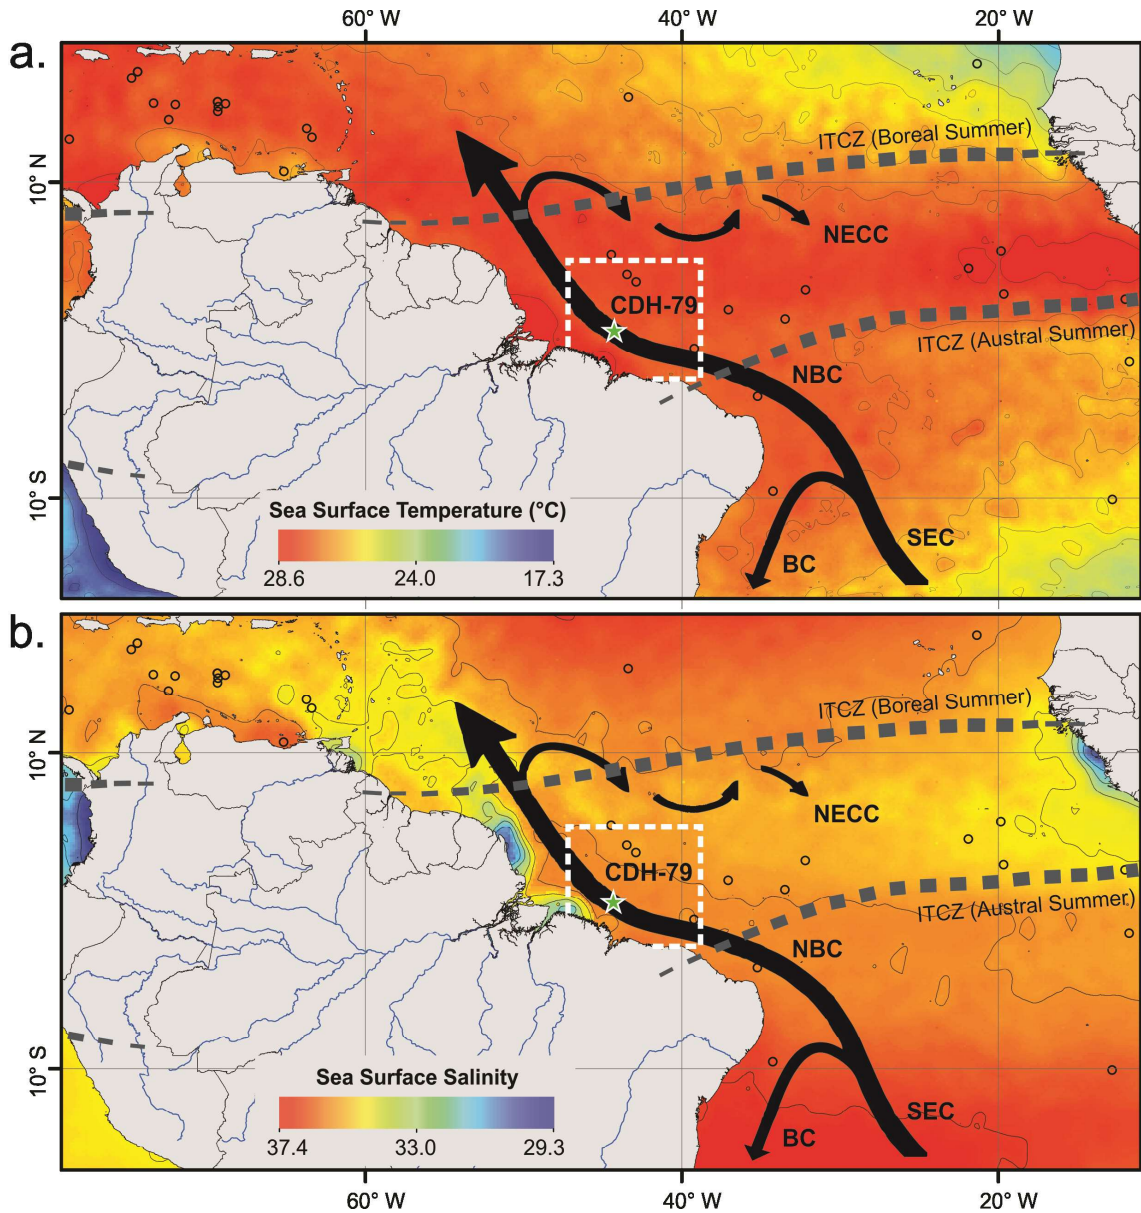 60° W 40° W 20° W
a.
ITCZ (Boreal Summer)
10° N
NECC
CDH-79
ITCZ (Austral Summer)
NBC
10° S
Sea Surface Temperature (°C)
SEC
BC
28.6 24.0 17.3
b.
ITCZ (Boreal Summer)
10° N
NECC
CDH-79
ITCZ (Austral Summer)
NBC
10° S
Sea Surface Salinity
SEC
BC
37.4 33.0 29.3
60° W 40° W 20° W